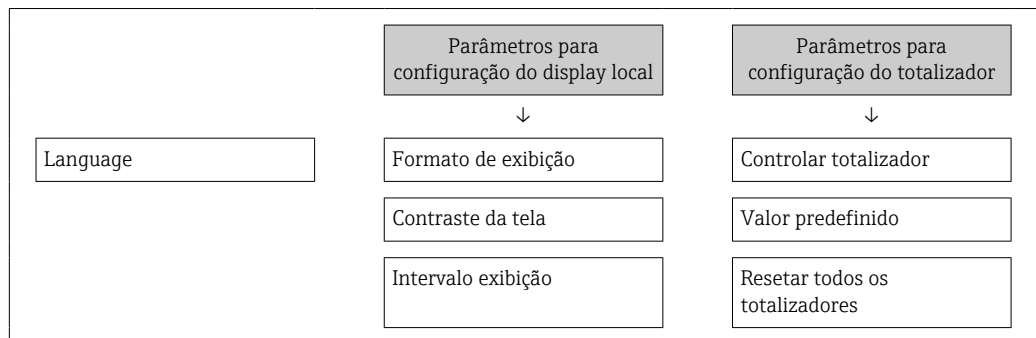 Parâmetros para
configuração do display local
Parâmetros para
configuração do totalizador
↓
↓
Language
Formato de exibição
Controlar totalizador
Contraste da tela
Valor predefinido
Intervalo exibição
Resetar todos os
totalizadores